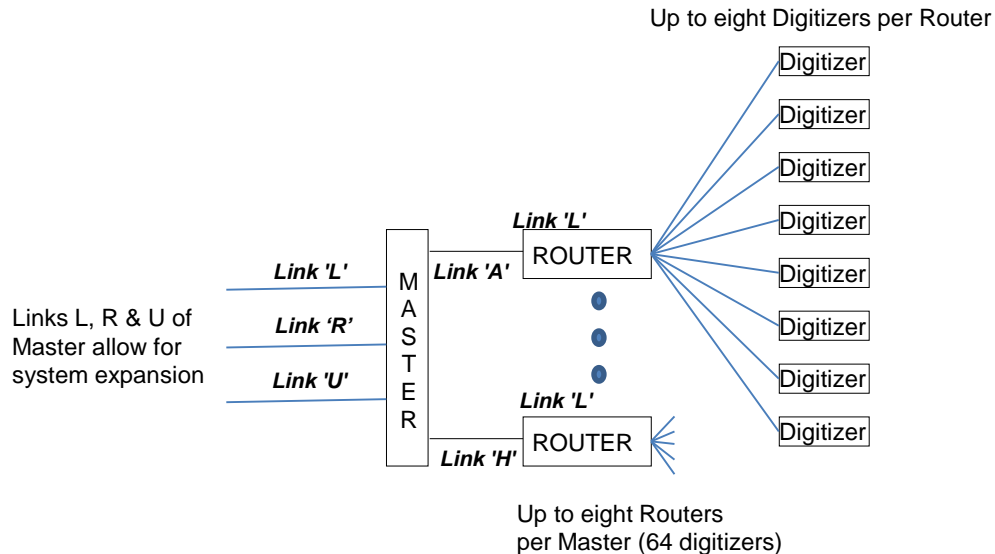 Up to eight Digitizers per Router
Digitizer
Digitizer
Digitizer
Digitizer
Digitizer
Digitizer
Digitizer
Digitizer
Link 'L'
ROUTER
Link 'A'
MASTER
Link 'L'
Link ‘R’
Link 'U'
Links L, R & U of
Master allow for
system expansion
Link 'L'
ROUTER
Link 'H'
Up to eight Routers
per Master (64 digitizers)